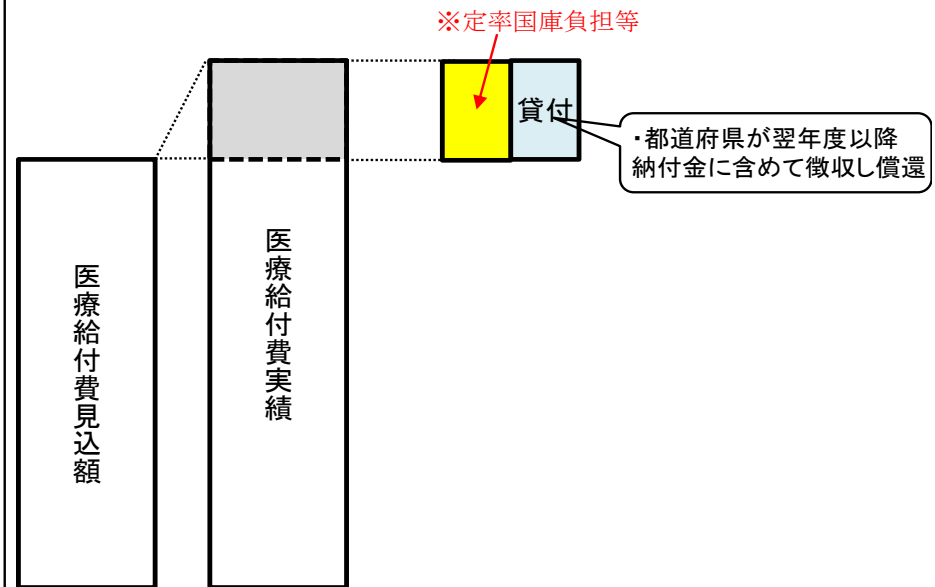 ※定率国庫負担等
貸付
・都道府県が翌年度以降
納付金に含めて徴収し償還
医療給付費見込額
医療給付費実績